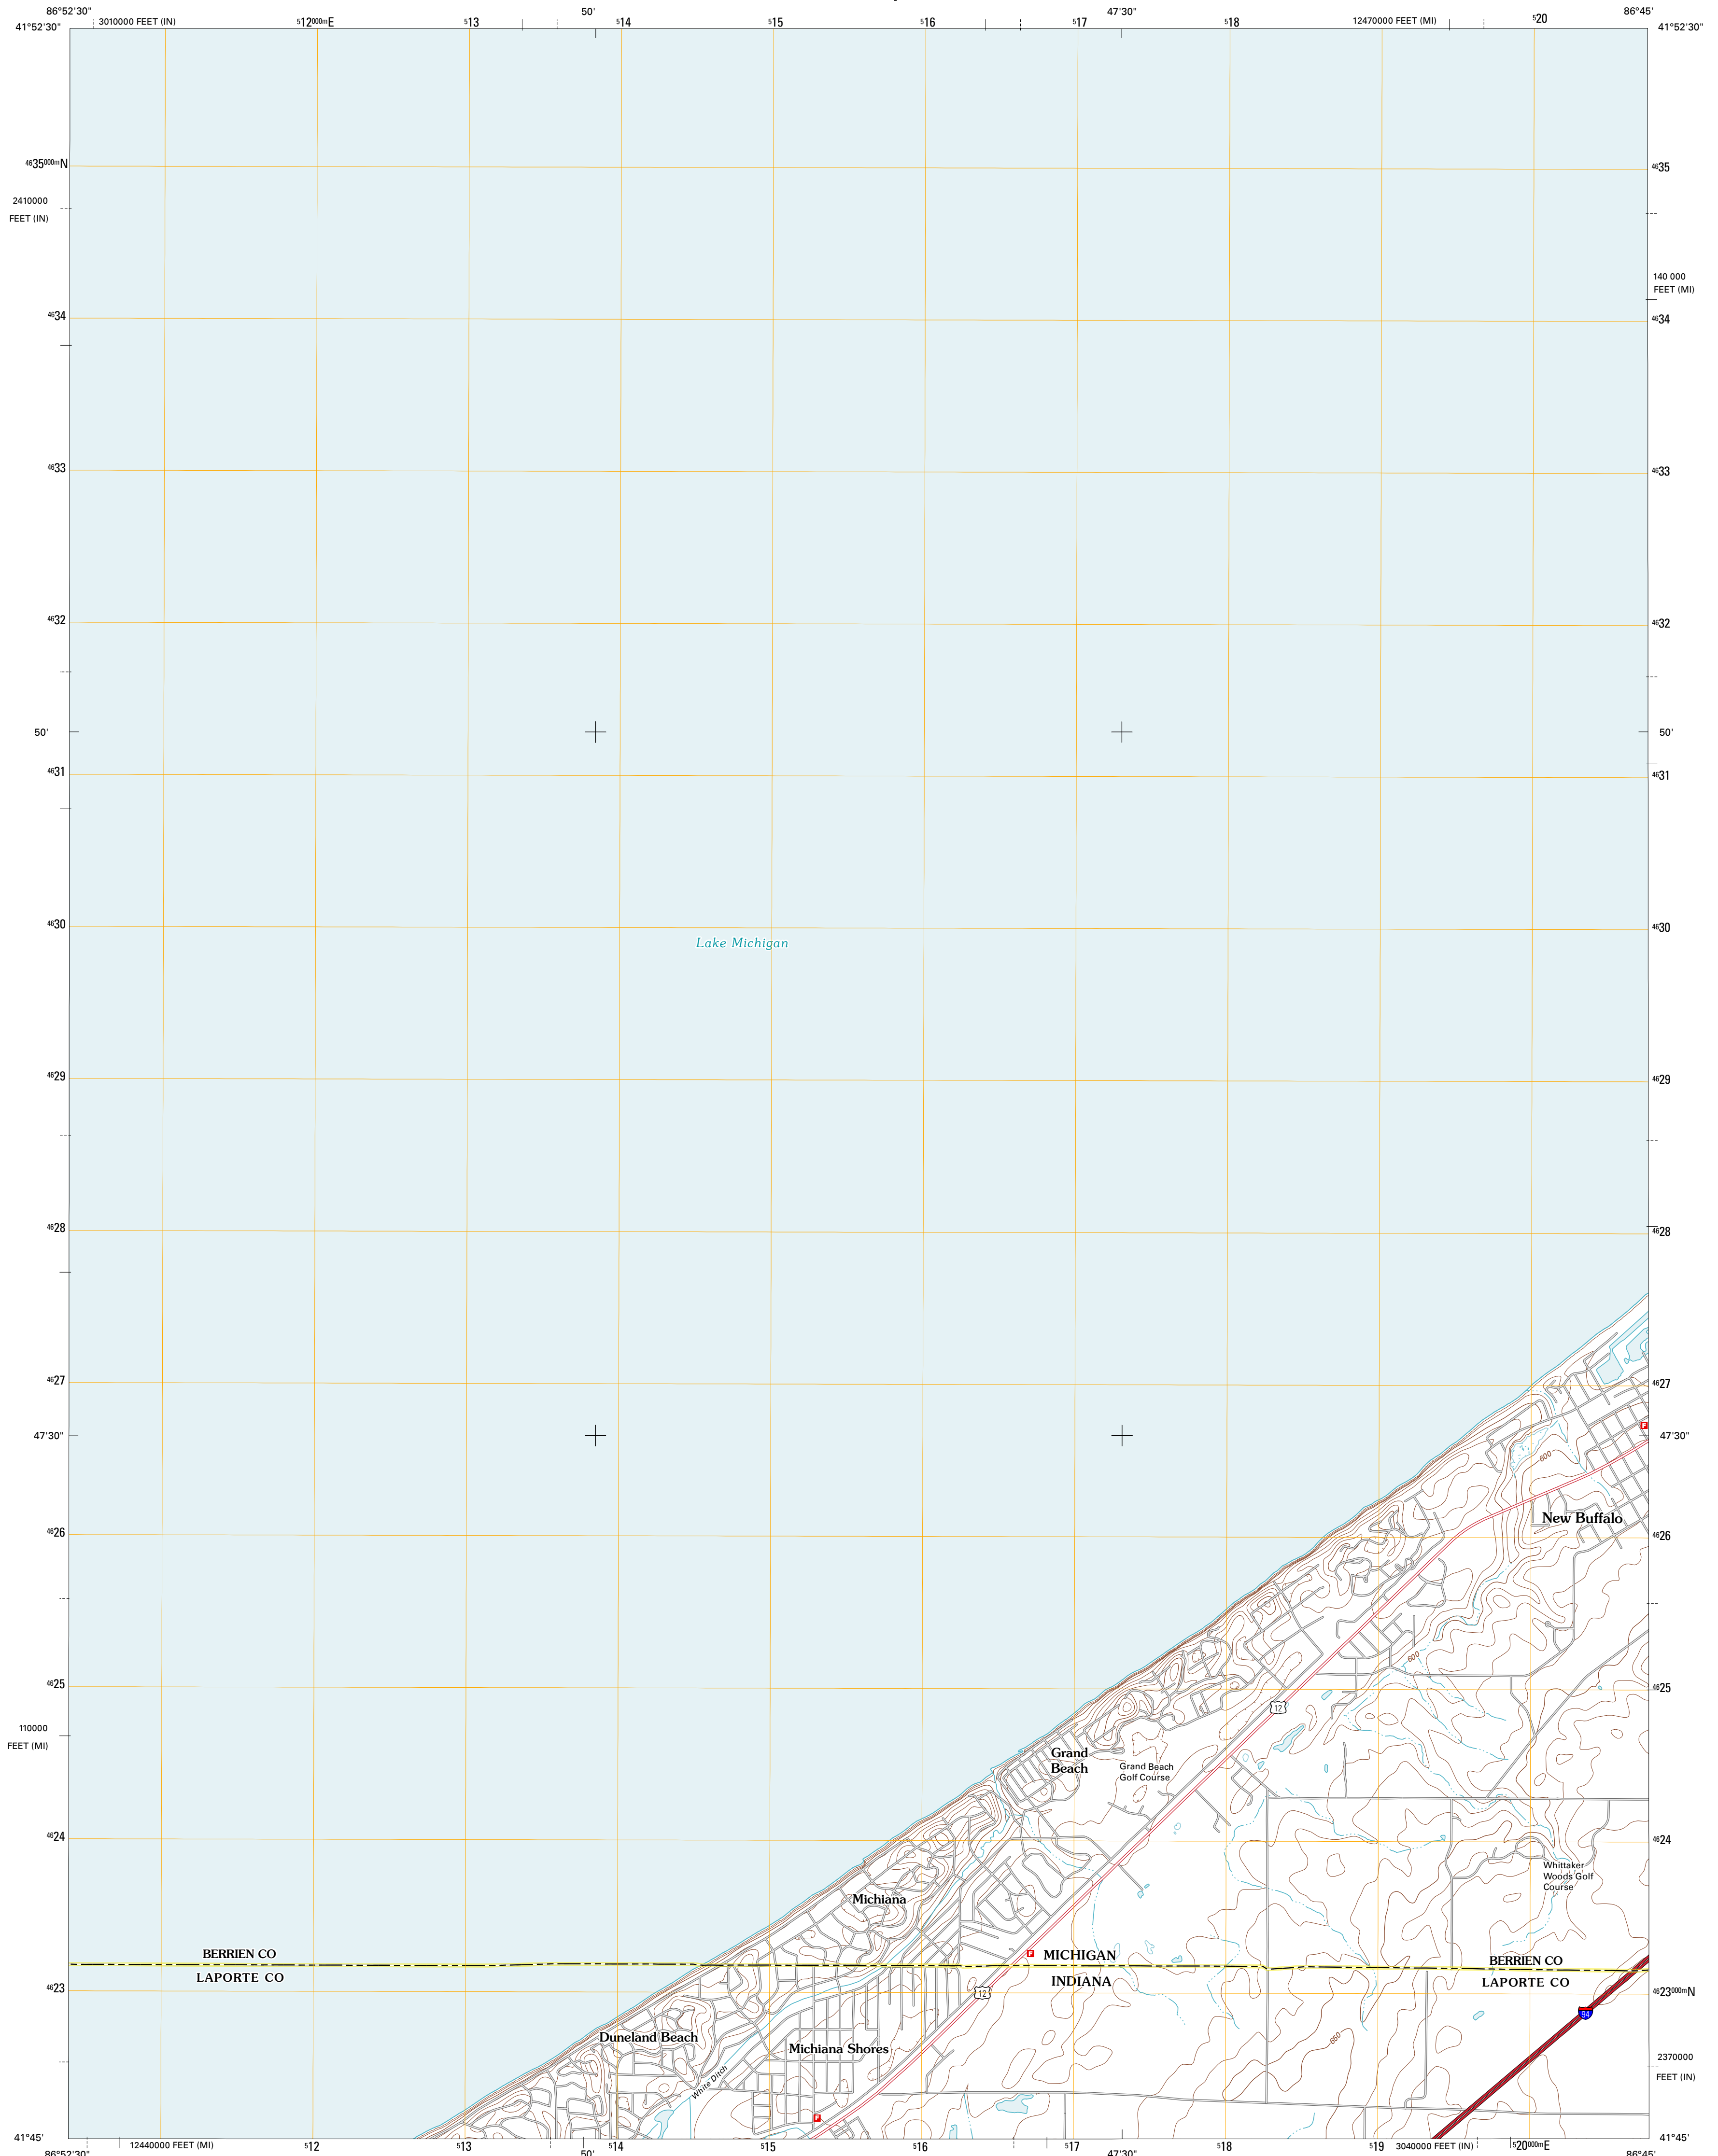 86°52'30" 3010000 FEET (IN) 512000mE 513 50' 514 515 516 517 47'30" 518 12470000 FEET (MI) 520 86°45'
41°52'30" 41°52'30"
4635000mN 4635
2410000
FEET (IN)
140 000
FEET (MI)
4634 4634
4633 4633
4632 4632
50' 50'
4631 4631
4630 4630
Lake Michigan
4629 4629
4628 4628
4627 4627
F
47'30" 47'30"
600
New Buffalo
4626 4626
600
4625 4625
12
110000
FEET (MI)
Grand
Beach
Grand Beach
Golf Course
4624 4624
Whittaker
Woods Golf
Course
Michiana
F
BERRIEN CO MICHIGAN BERRIEN CO
LAPORTE CO INDIANA LAPORTE CO
4623 4623000mN
12
94
Duneland Beach
650
Michiana Shores
White Ditch
2370000
FEET (IN)
F
41°45' 41°45'
86°52'30" 12440000 FEET (MI) 512 513 50' 514 515 516 517 47'30" 518 519 3040000 FEET (IN) 520000mE 86°45'